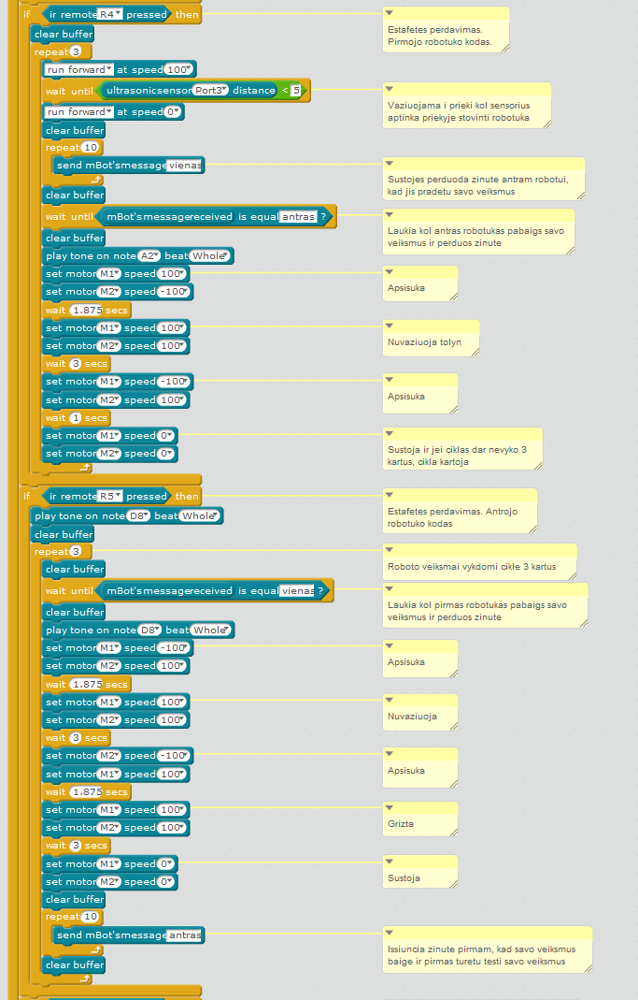 if ir remote R4 pressed then
Estafetes perdavimas.
Pirmojo robotuko kodas.
clear buffer
repeat 3
run forward at speed 100
wait until ultrasonicsensor Port3 distance < 5
Vaziuojama i prieki kol sensorius
aptinka priekyje stovinti robotuka
run forward at speed 0
clear buffer
repeat 10
send mBot'smessage vienas
Sustojes perduoda zinute antram robotui,
kad jis pradetu savo veiksmus
clear buffer
wait until mBot'smessagereceived is equal antras ?
Laukia kol antras robotukas pabaigs savo
veiksmus ir perduos zinute
clear buffer
play tone on note A2 beat Whole
set motor M1 speed 100
Apsisuka
set motor M2 speed -100
wait 1.875 secs
set motor M1 speed 100
Nuvaziuoja tolyn
set motor M2 speed 100
wait 3 secs
set motor M1 speed -100
Apsisuka
set motor M2 speed 100
wait 1 secs
set motor M1 speed 0
Sustoja ir jei ciklas dar nevyko 3
kartus, cikla kartoja
set motor M2 speed 0
if ir remote R5 pressed then
Estafetes perdavimas. Antrojo
robotuko kodas
play tone on note D8 beat Whole
clear buffer
repeat 3
Roboto veiksmai vykdomi cikle 3 kartus
clear buffer
wait until mBot'smessagereceived is equal vienas ?
Laukia kol pirmas robotukas pabaigs savo
veiksmus ir perduos zinute
clear buffer
play tone on note D8 beat Whole
set motor M1 speed -100
Apsisuka
set motor M2 speed 100
wait 1.875 secs
set motor M1 speed 100
Nuvaziuoja
set motor M2 speed 100
wait 3 secs
set motor M2 speed -100
Apsisuka
set motor M1 speed 100
wait 1.875 secs
set motor M1 speed 100
Grizta
set motor M2 speed 100
wait 3 secs
set motor M1 speed 0
Sustoja
set motor M2 speed 0
clear buffer
repeat 10
send mBot'smessage antras
Issiuncia zinute pirmam, kad savo veiksmus
baige ir pirmas turetu testi savo veiksmus
clear buffer